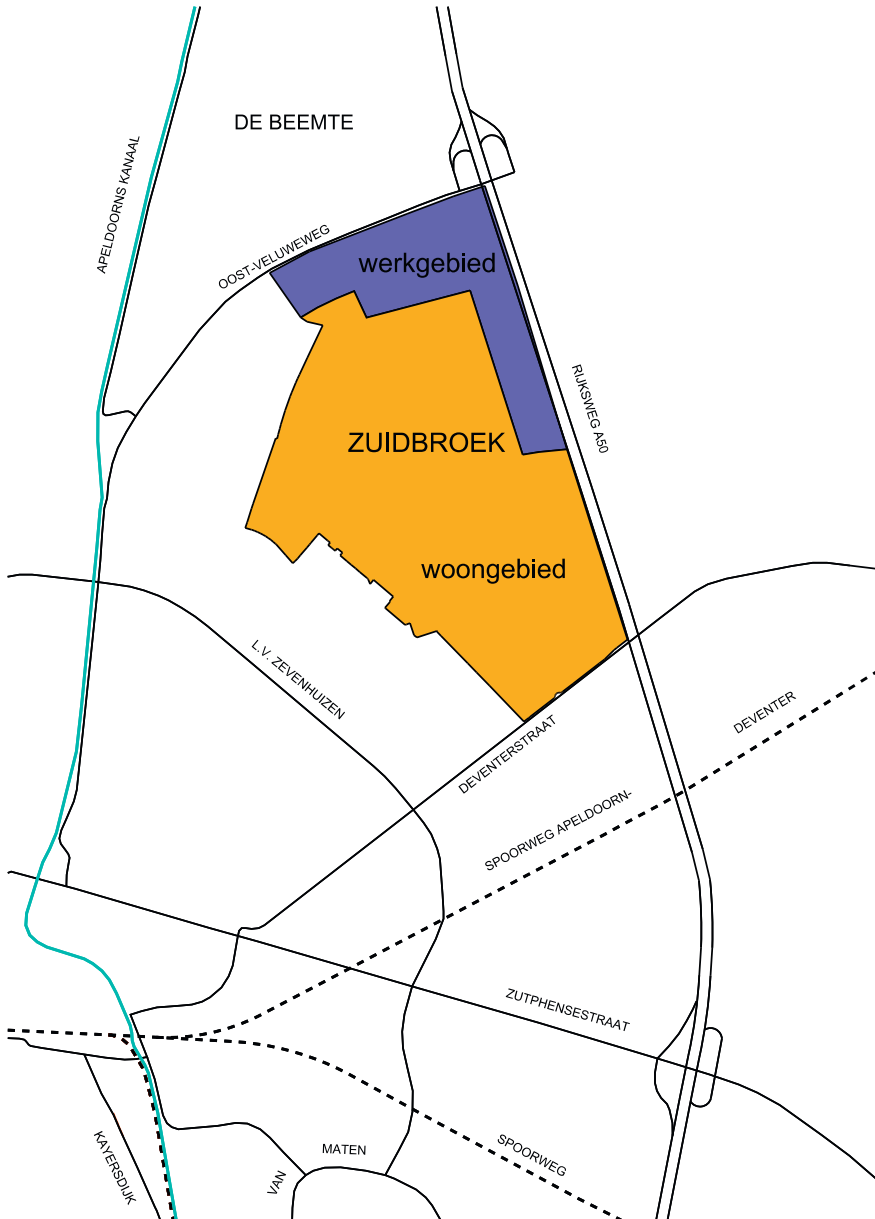 DE BEEMTE
APELDOORNS KANAAL
OOST-VELUWEWEG
werkgebied
RIJKSWEG A50
ZUIDBROEK
woongebied
L.V. ZEVENHUIZEN
DEVENTER
DEVENTERSTRAAT
SPOORWEG APELDOORN-
ZUTPHENSESTRAAT
KAYERSDIJK
VAN
MATEN
SPOORWEG